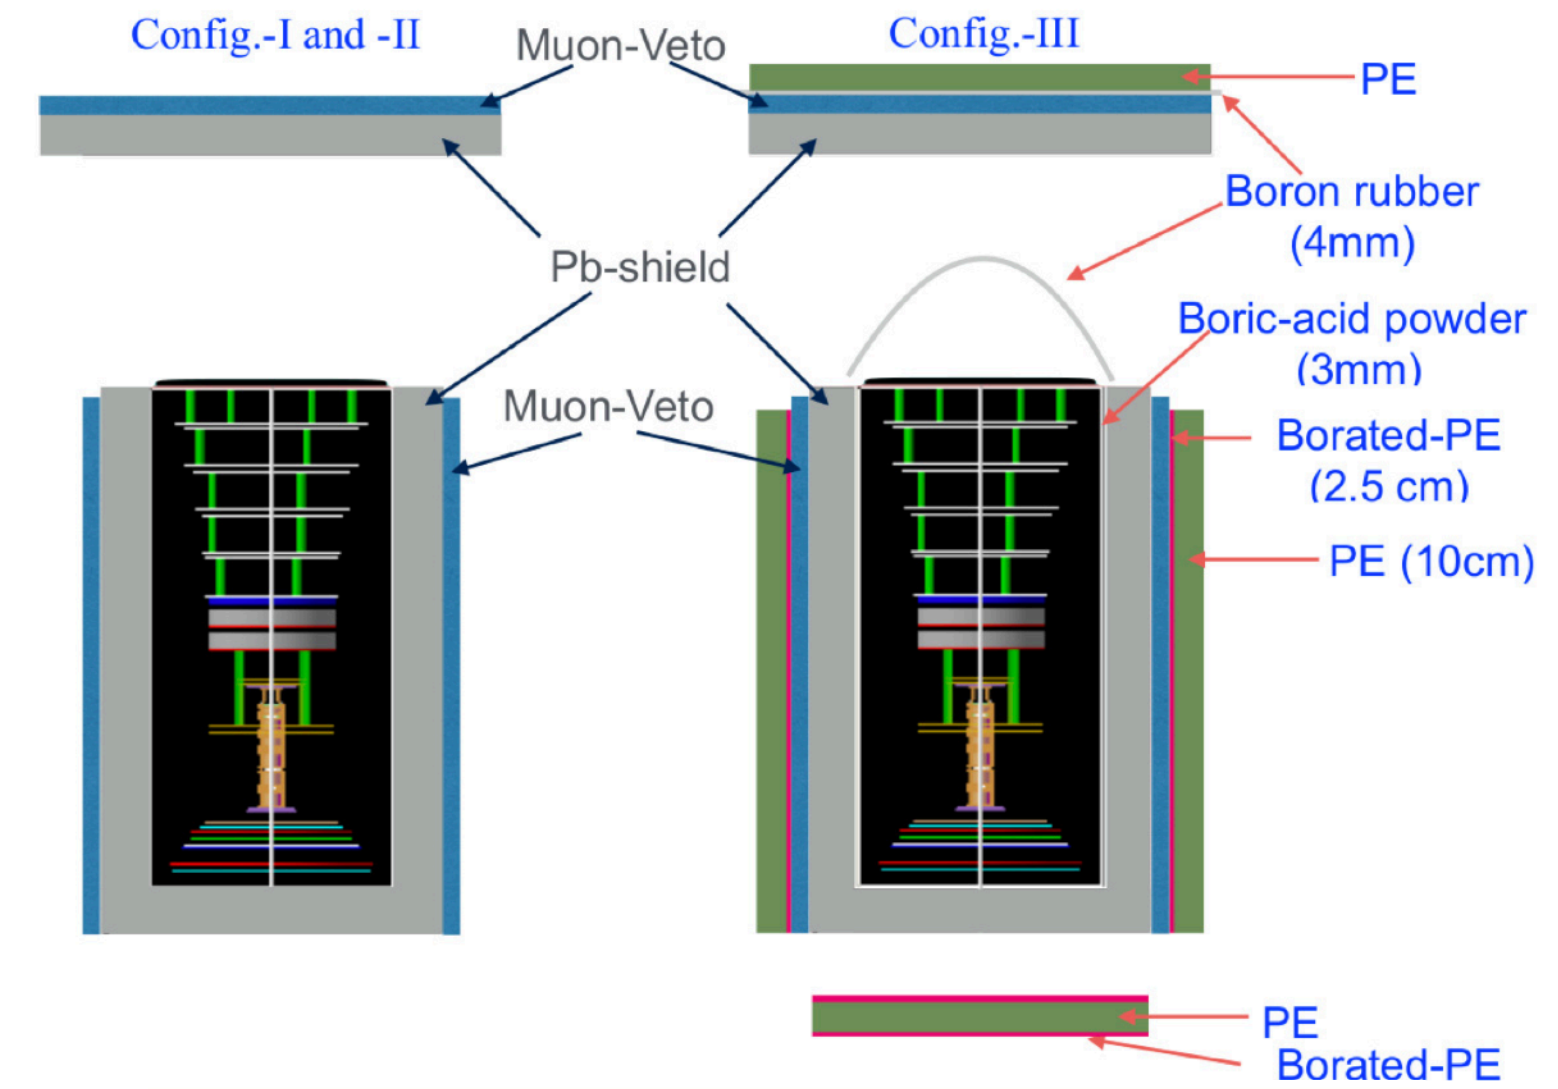 Config.-I and -II
Muon-Veto
Config.-III
PE
Boron rubber
(4mm)
Pb-shield
Boric-acid powder
(3mm)
Muon-Veto
Borated-PE
(2.5 cm)
PE (10cm)
PE
Borated-PE